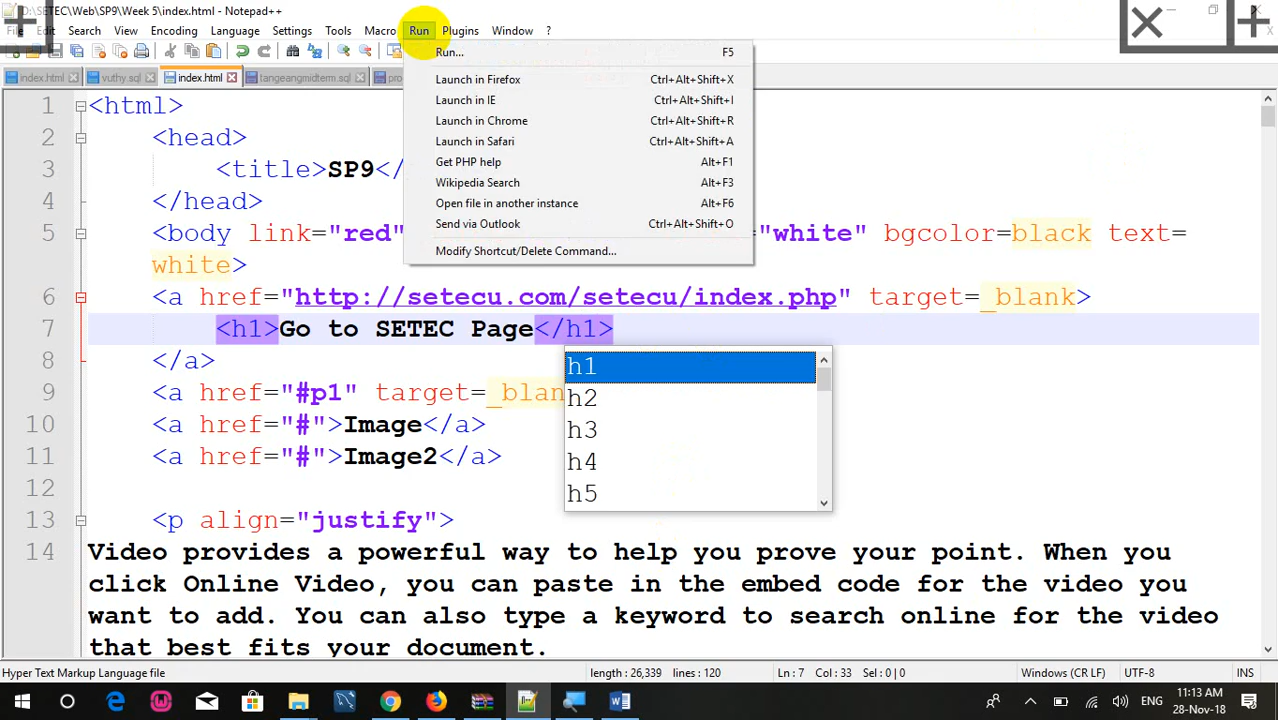 D:\SETEC\Web\SP9\Week 5\index.html - Notepad++
File Edit Search View Encoding Language Settings Tools Macro Run Plugins Window ?
index.html vuthy.sql index.html tangeangmidterm.sql pro
Run... F5
Launch in Firefox Ctrl+Alt+Shift+X
Launch in IE Ctrl+Alt+Shift+I
Launch in Chrome Ctrl+Alt+Shift+R
Launch in Safari Ctrl+Alt+Shift+A
Get PHP help Alt+F1
Wikipedia Search Alt+F3
Open file in another instance Alt+F6
Send via Outlook Ctrl+Alt+Shift+O
Modify Shortcut/Delete Command...
1 <html>
2 <head>
3 <title>SP9</
4 </head>
5 <body link="red" ="white" bgcolor=black text=
white>
6 <a href="http://setecu.com/setecu/index.php" target=_blank>
7 <h1>Go to SETEC Page</h1>
8 </a>
9 <a href="#p1" target=_blan
10 <a href="#">Image</a>
11 <a href="#">Image2</a>
12
13 <p align="justify">
14 Video provides a powerful way to help you prove your point. When you
click Online Video, you can paste in the embed code for the video you
want to add. You can also type a keyword to search online for the video
that best fits your document.
h1
h2
h3
h4
h5
Hyper Text Markup Language file length : 26,339 lines : 120 Ln : 7 Col : 33 Sel : 0 | 0 Windows (CR LF) UTF-8 INS
ENG 11:13 AM
28-Nov-18